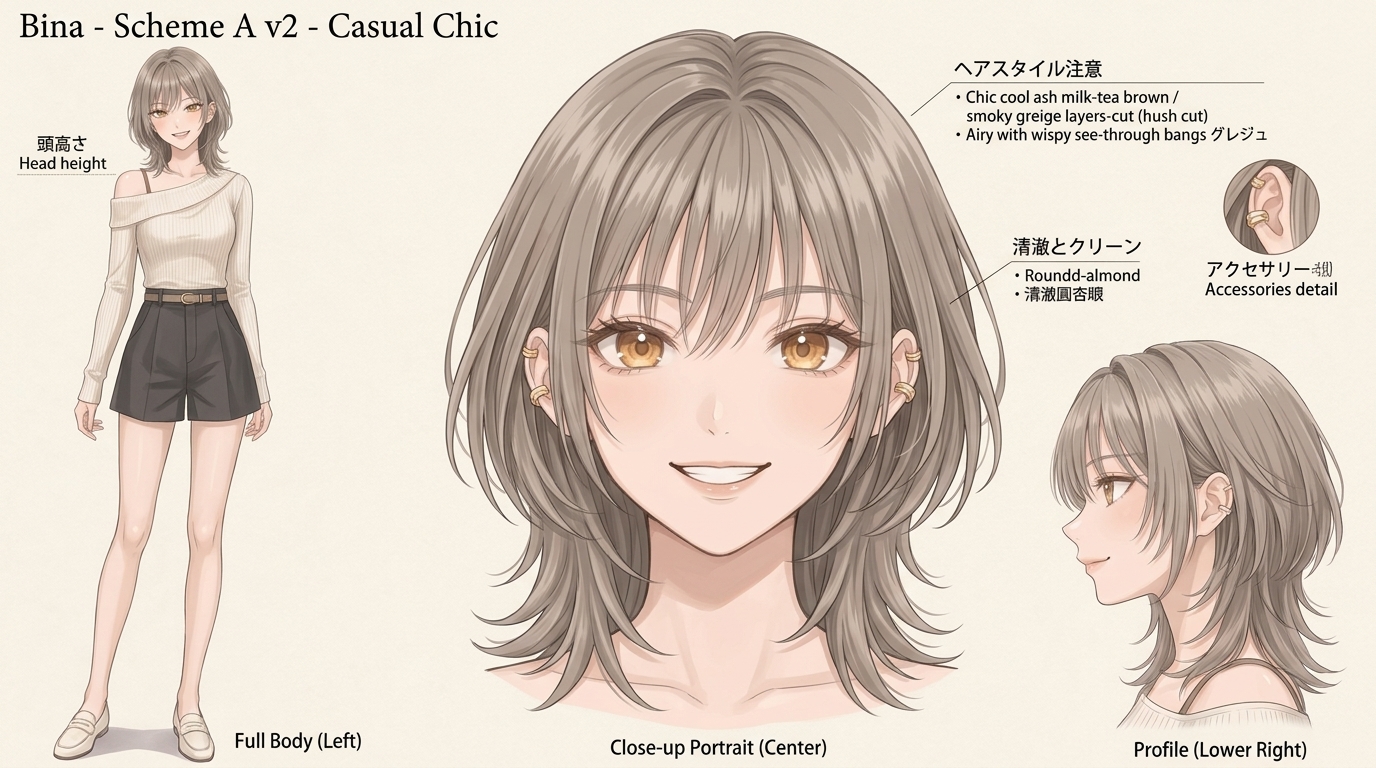 Bina - Scheme A v2 - Casual Chic
頭高さ
Head height
ヘアスタイル注意
・Chic cool ash milk-tea brown /
smoky greige layers-cut (hush cut)
・Airy with wispy see-through bangs グレジュ
清澈とクリーン
・Roundd-almond
・清澈圓杏眼
アクセサリー
Accessories detail
Full Body (Left)
Close-up Portrait (Center)
Profile (Lower Right)